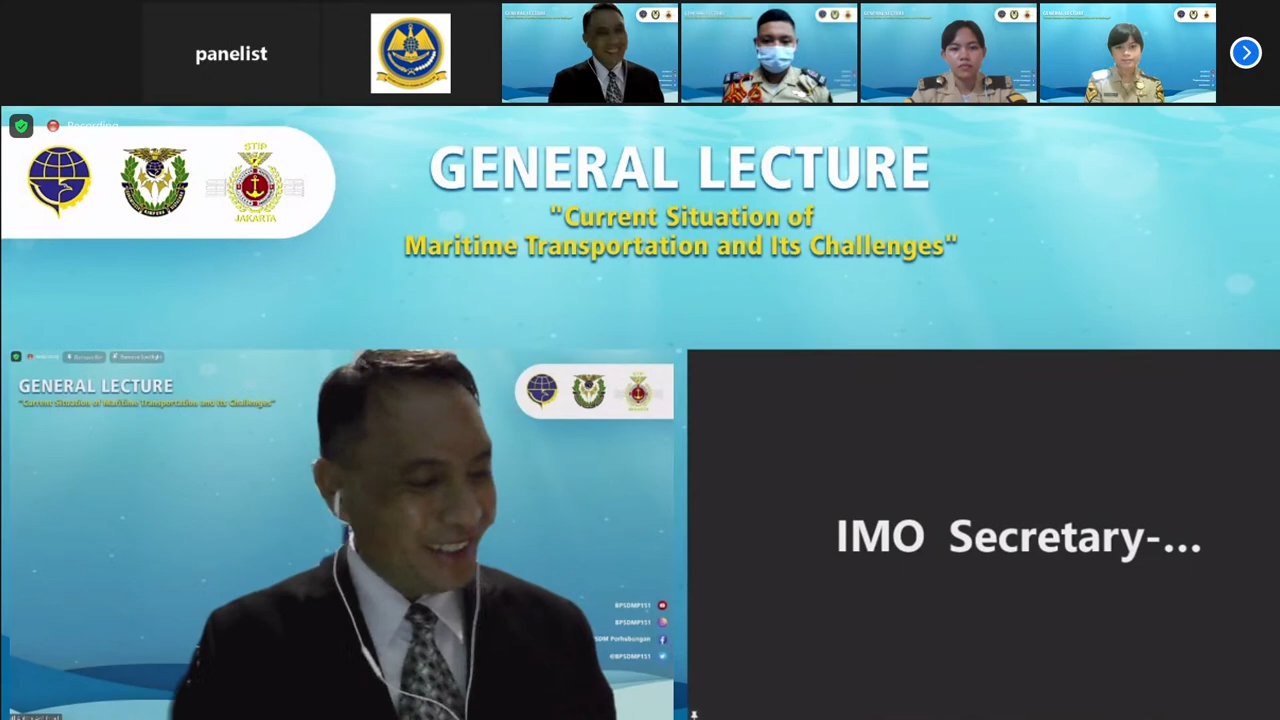 panelist
Recording
STIP
JAKARTA
GENERAL LECTURE
"Current Situation of
Maritime Transportation and Its Challenges"
GENERAL LECTURE
"Current Situation of Maritime Transportation and Its Challenges"
BPSDMP151
BPSDMP151
SDM Perhubungan
@BPSDMP151
IMO Secretary-...